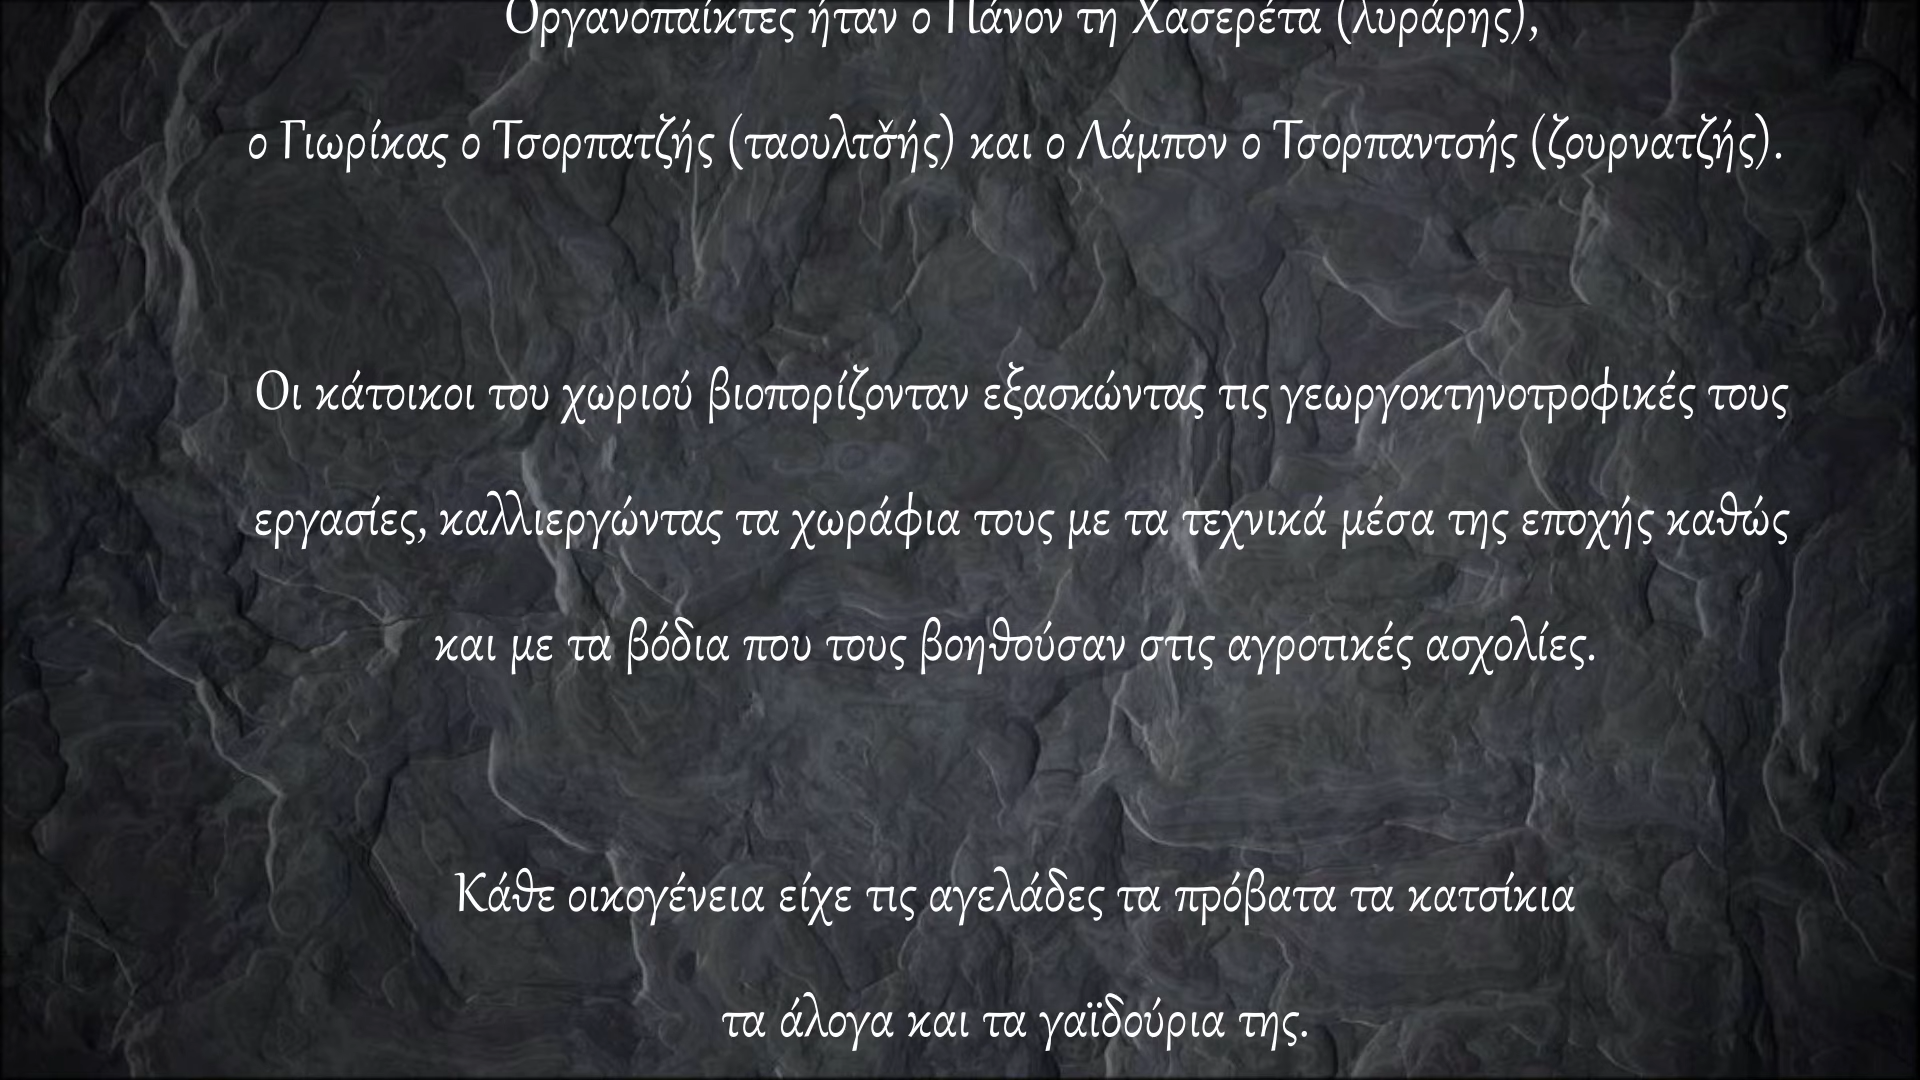 Οργανοπαίκτες ήταν ο Πάνον τη Χασερέτα (λυράρης),
ο Γιωρίκας ο Τσορπατζής (ταουλτσ̌ής) και ο Λάμπον ο Τσορπαντσής (ζουρνατζής).
Οι κάτοικοι του χωριού βιοπορίζονταν εξασκώντας τις γεωργοκτηνοτροφικές τους
εργασίες, καλλιεργώντας τα χωράφια τους με τα τεχνικά μέσα της εποχής καθώς
και με τα βόδια που τους βοηθούσαν στις αγροτικές ασχολίες.
Κάθε οικογένεια είχε τις αγελάδες τα πρόβατα τα κατσίκια
τα άλογα και τα γαϊδούρια της.